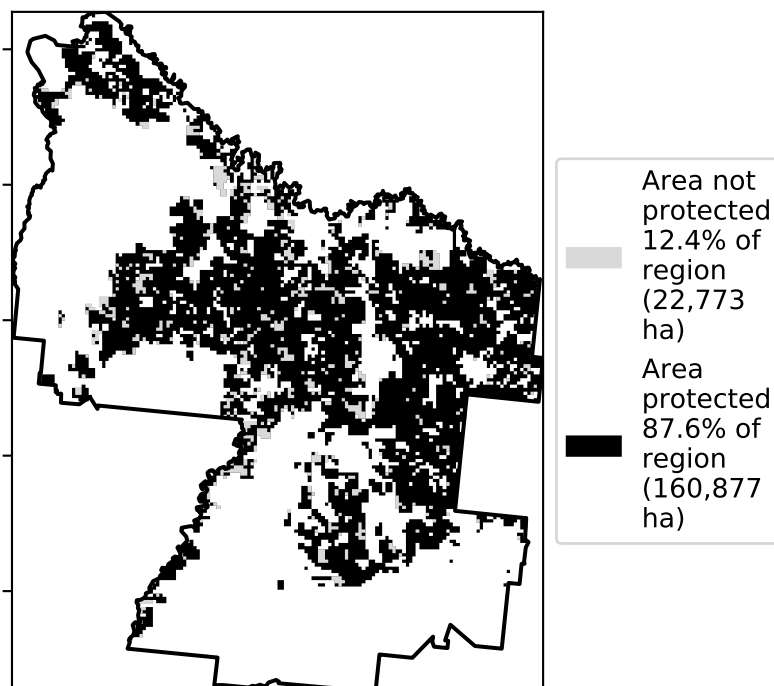 Area not
protected
12.4% of
region
(22,773
ha)
Area
protected
87.6% of
region
(160,877
ha)